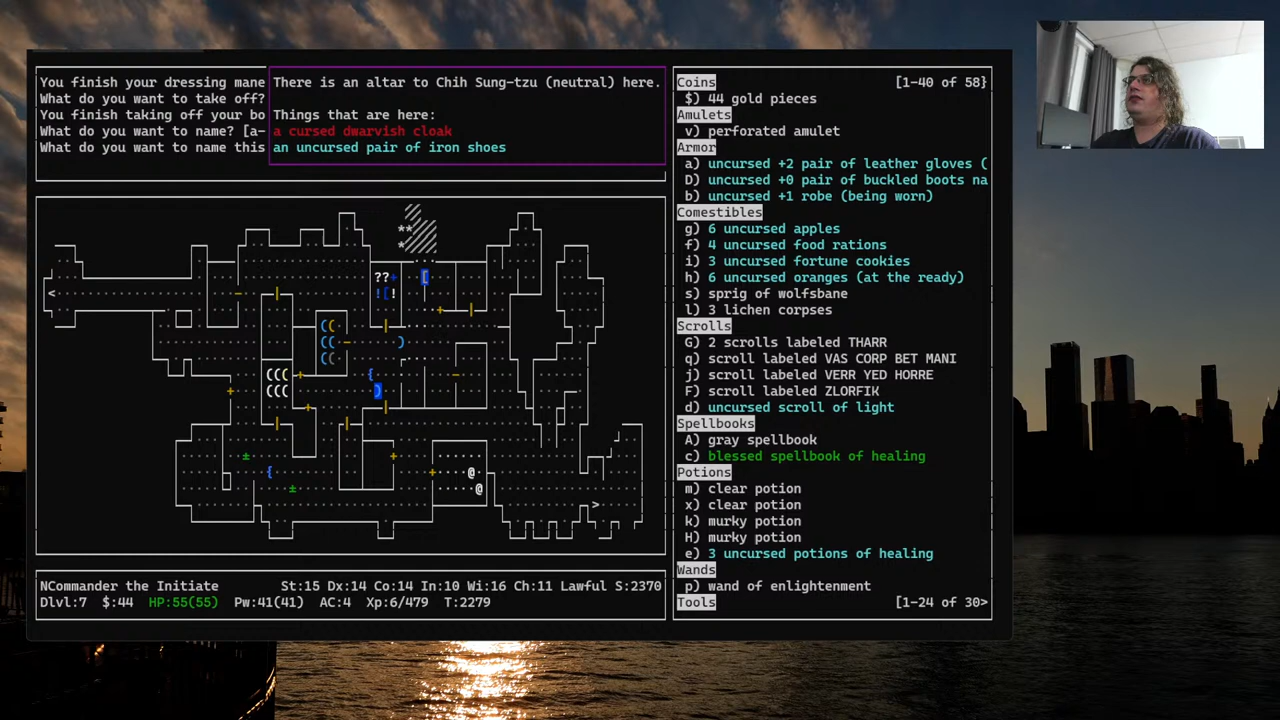 You finish your dressing mane
What do you want to take off?
You finish taking off your bo
What do you want to name? [a-
What do you want to name this
There is an altar to Chih Sung-tzu (neutral) here.
Things that are here:
a cursed dwarvish cloak
an uncursed pair of iron shoes
NCommander the Initiate St:15 Dx:14 Co:14 In:10 Wi:16 Ch:11 Lawful S:2370
Dlvl:7 $:44 HP:55(55) Pw:41(41) AC:4 Xp:6/479 T:2279
Coins [1-40 of 58}
$) 44 gold pieces
Amulets
v) perforated amulet
Armor
a) uncursed +2 pair of leather gloves (
D) uncursed +0 pair of buckled boots na
b) uncursed +1 robe (being worn)
Comestibles
g) 6 uncursed apples
f) 4 uncursed food rations
i) 3 uncursed fortune cookies
h) 6 uncursed oranges (at the ready)
s) sprig of wolfsbane
l) 3 lichen corpses
Scrolls
G) 2 scrolls labeled THARR
q) scroll labeled VAS CORP BET MANI
j) scroll labeled VERR YED HORRE
F) scroll labeled ZLORFIK
d) uncursed scroll of light
Spellbooks
A) gray spellbook
c) blessed spellbook of healing
Potions
m) clear potion
x) clear potion
k) murky potion
H) murky potion
e) 3 uncursed potions of healing
Wands
p) wand of enlightenment
Tools [1-24 of 30>